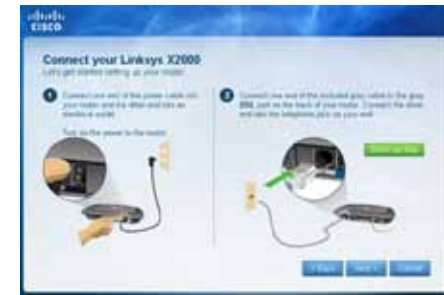 cisco
Connect your Linksys X2000
Let's get started setting up your router.
1
Connect one end of the power cable into
your router and the other end into an
electrical outlet.
Turn on the power to the router.
2
Connect one end of the included gray cable to the gray
DSL port on the back of your router. Connect the other
end into the telephone jack on your wall.
< Back
Next >
Cancel